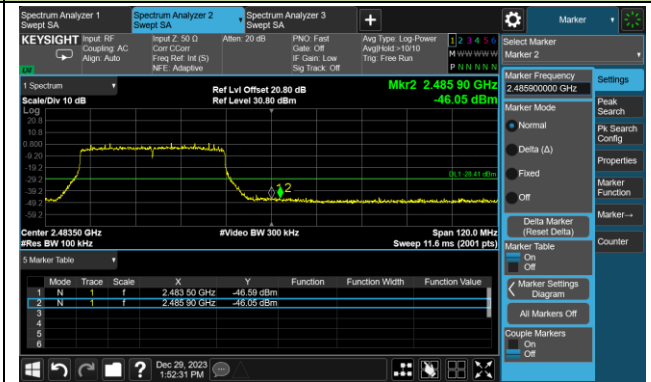 Spectrum Analyzer 1
Swept SA
Spectrum Analyzer 2
Swept SA
Spectrum Analyzer 3
Swept SA
+
Marker
KEYSIGHT
Input: RF
Coupling: AC
Align: Auto
Input Z: 50 Ω
Corr CCorr
Freq Ref: Int (S)
NFE: Adaptive
Atten: 20 dB
PNO: Fast
Gate: Off
IF Gain: Low
Sig Track: Off
Avg Type: Log-Power
Avg|Hold:>10/10
Trig: Free Run
1 2 3 4 5 6
M W W W W W
P N N N N N
LXI
Select Marker
Marker 2
1 Spectrum
Scale/Div 10 dB
Log
Ref Lvl Offset 20.80 dB
Ref Level 30.80 dBm
Mkr2 2.485 90 GHz
-46.05 dBm
20.8
10.8
0.800
-9.20
-19.2
-29.2
-39.2
-49.2
-59.2
DL1 -28.41 dBm
1
2
Center 2.48350 GHz
#Res BW 100 kHz
#Video BW 300 kHz
Span 120.0 MHz
Sweep 11.6 ms (2001 pts)
5 Marker Table
Mode Trace Scale X Y Function Function Width Function Value
1 N 1 f 2.483 50 GHz -46.59 dBm
2 N 1 f 2.485 90 GHz -46.05 dBm
3
4
5
6
Marker Frequency
2.485900000 GHz
Marker Mode
Normal
Delta (Δ)
Fixed
Off
Delta Marker
(Reset Delta)
Marker Table
On
Off
Marker Settings
Diagram
All Markers Off
Couple Markers
On
Off
Settings
Peak
Search
Pk Search
Config
Properties
Marker
Function
Marker→
Counter
?
Dec 29, 2023
1:52:31 PM